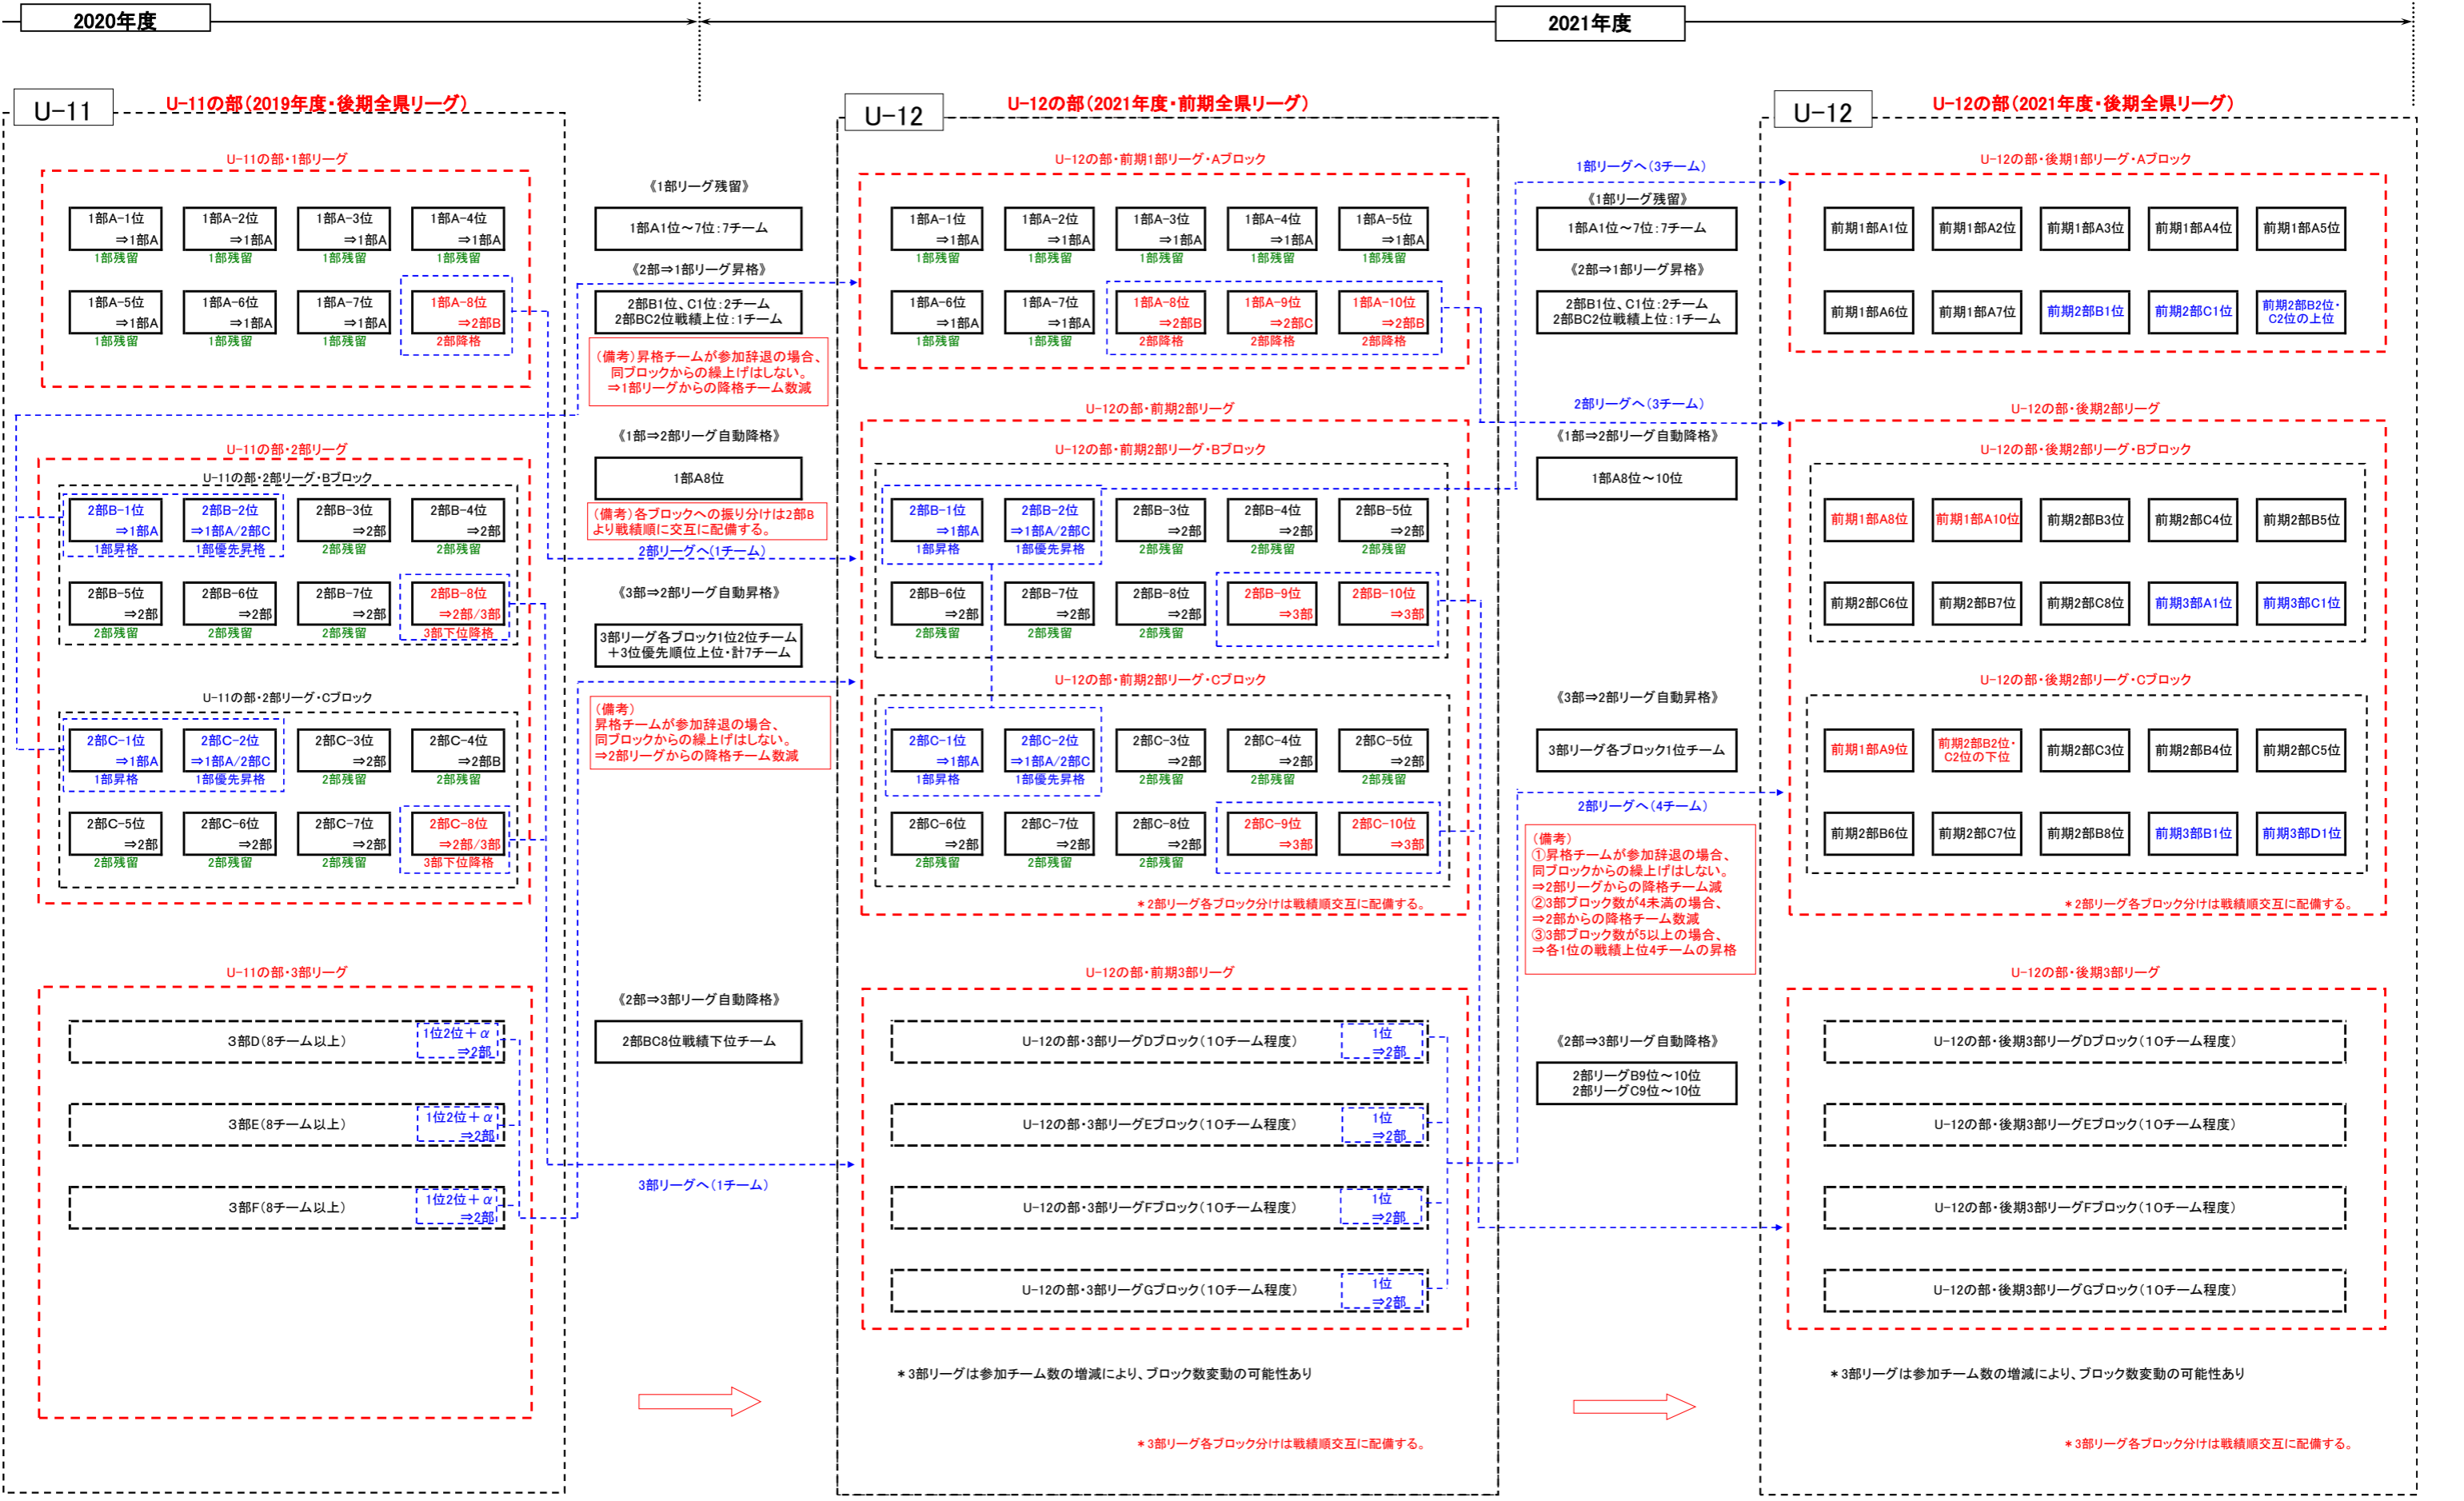 2020年度
2021年度
U-11
U-11の部（2019年度・後期全県リーグ）
U-11の部・1部リーグ
1部A-1位
⇒1部A
1部残留
1部A-2位
⇒1部A
1部残留
1部A-3位
⇒1部A
1部残留
1部A-4位
⇒1部A
1部残留
1部A-5位
⇒1部A
1部残留
1部A-6位
⇒1部A
1部残留
1部A-7位
⇒1部A
1部残留
1部A-8位
⇒2部B
2部降格
U-11の部・2部リーグ
U-11の部・2部リーグ・Bブロック
2部B-1位
⇒1部A
1部昇格
2部B-2位
⇒1部A/2部C
1部優先昇格
2部B-3位
⇒2部
2部残留
2部B-4位
⇒2部
2部残留
2部B-5位
⇒2部
2部残留
2部B-6位
⇒2部
2部残留
2部B-7位
⇒2部
2部残留
2部B-8位
⇒2部/3部
3部下位降格
U-11の部・2部リーグ・Cブロック
2部C-1位
⇒1部A
1部昇格
2部C-2位
⇒1部A/2部C
1部優先昇格
2部C-3位
⇒2部
2部残留
2部C-4位
⇒2部B
2部残留
2部C-5位
⇒2部
2部残留
2部C-6位
⇒2部
2部残留
2部C-7位
⇒2部
2部残留
2部C-8位
⇒2部/3部
3部下位降格
U-11の部・3部リーグ
3部D（8チーム以上）
1位2位＋α
⇒2部
3部E（8チーム以上）
1位2位＋α
⇒2部
3部F（8チーム以上）
1位2位＋α
⇒2部
《1部リーグ残留》
1部A1位～7位：7チーム
《2部⇒1部リーグ昇格》
2部B1位、C1位：2チーム
2部BC2位戦績上位：1チーム
（備考）昇格チームが参加辞退の場合、
同ブロックからの繰上げはしない。
⇒1部リーグからの降格チーム数減
《1部⇒2部リーグ自動降格》
1部A8位
（備考）各ブロックへの振り分けは2部B
より戦績順に交互に配備する。
2部リーグへ（1チーム）
《3部⇒2部リーグ自動昇格》
3部リーグ各ブロック1位2位チーム
＋3位優先順位上位・計7チーム
（備考）
昇格チームが参加辞退の場合、
同ブロックからの繰上げはしない。
⇒2部リーグからの降格チーム数減
《2部⇒3部リーグ自動降格》
2部BC8位戦績下位チーム
3部リーグへ（1チーム）
U-12
U-12の部（2021年度・前期全県リーグ）
U-12の部・前期1部リーグ・Aブロック
1部A-1位
⇒1部A
1部残留
1部A-2位
⇒1部A
1部残留
1部A-3位
⇒1部A
1部残留
1部A-4位
⇒1部A
1部残留
1部A-5位
⇒1部A
1部残留
1部A-6位
⇒1部A
1部残留
1部A-7位
⇒1部A
1部残留
1部A-8位
⇒2部B
2部降格
1部A-9位
⇒2部C
2部降格
1部A-10位
⇒2部B
2部降格
U-12の部・前期2部リーグ
U-12の部・前期2部リーグ・Bブロック
2部B-1位
⇒1部A
1部昇格
2部B-2位
⇒1部A/2部C
1部優先昇格
2部B-3位
⇒2部
2部残留
2部B-4位
⇒2部
2部残留
2部B-5位
⇒2部
2部残留
2部B-6位
⇒2部
2部残留
2部B-7位
⇒2部
2部残留
2部B-8位
⇒2部
2部残留
2部B-9位
⇒3部
2部B-10位
⇒3部
U-12の部・前期2部リーグ・Cブロック
2部C-1位
⇒1部A
1部昇格
2部C-2位
⇒1部A/2部C
1部優先昇格
2部C-3位
⇒2部
2部残留
2部C-4位
⇒2部
2部残留
2部C-5位
⇒2部
2部残留
2部C-6位
⇒2部
2部残留
2部C-7位
⇒2部
2部残留
2部C-8位
⇒2部
2部残留
2部C-9位
⇒3部
2部C-10位
⇒3部
＊2部リーグ各ブロック分けは戦績順交互に配備する。
U-12の部・前期3部リーグ
U-12の部・3部リーグDブロック（10チーム程度）
1位
⇒2部
U-12の部・3部リーグEブロック（10チーム程度）
1位
⇒2部
U-12の部・3部リーグFブロック（10チーム程度）
1位
⇒2部
U-12の部・3部リーグGブロック（10チーム程度）
1位
⇒2部
＊3部リーグは参加チーム数の増減により、ブロック数変動の可能性あり
＊3部リーグ各ブロック分けは戦績順交互に配備する。
1部リーグへ（3チーム）
《1部リーグ残留》
1部A1位～7位：7チーム
《2部⇒1部リーグ昇格》
2部B1位、C1位：2チーム
2部BC2位戦績上位：1チーム
2部リーグへ（3チーム）
《1部⇒2部リーグ自動降格》
1部A8位～10位
《3部⇒2部リーグ自動昇格》
3部リーグ各ブロック1位チーム
2部リーグへ（4チーム）
（備考）
①昇格チームが参加辞退の場合、
同ブロックからの繰上げはしない。
⇒2部リーグからの降格チーム減
②3部ブロック数が4未満の場合、
⇒2部からの降格チーム数減
③3部ブロック数が5以上の場合、
⇒各1位の戦績上位4チームの昇格
《2部⇒3部リーグ自動降格》
2部リーグB9位～10位
2部リーグC9位～10位
U-12
U-12の部（2021年度・後期全県リーグ）
U-12の部・後期1部リーグ・Aブロック
前期1部A1位
前期1部A2位
前期1部A3位
前期1部A4位
前期1部A5位
前期1部A6位
前期1部A7位
前期2部B1位
前期2部C1位
前期2部B2位・
C2位の上位
U-12の部・後期2部リーグ
U-12の部・後期2部リーグ・Bブロック
前期1部A8位
前期1部A10位
前期2部B3位
前期2部C4位
前期2部B5位
前期2部C6位
前期2部B7位
前期2部C8位
前期3部A1位
前期3部C1位
U-12の部・後期2部リーグ・Cブロック
前期1部A9位
前期2部B2位・
C2位の下位
前期2部C3位
前期2部B4位
前期2部C5位
前期2部B6位
前期2部C7位
前期2部B8位
前期3部B1位
前期3部D1位
＊2部リーグ各ブロック分けは戦績順交互に配備する。
U-12の部・後期3部リーグ
U-12の部・後期3部リーグDブロック（10チーム程度）
U-12の部・後期3部リーグEブロック（10チーム程度）
U-12の部・後期3部リーグFブロック（10チーム程度）
U-12の部・後期3部リーグGブロック（10チーム程度）
＊3部リーグは参加チーム数の増減により、ブロック数変動の可能性あり
＊3部リーグ各ブロック分けは戦績順交互に配備する。